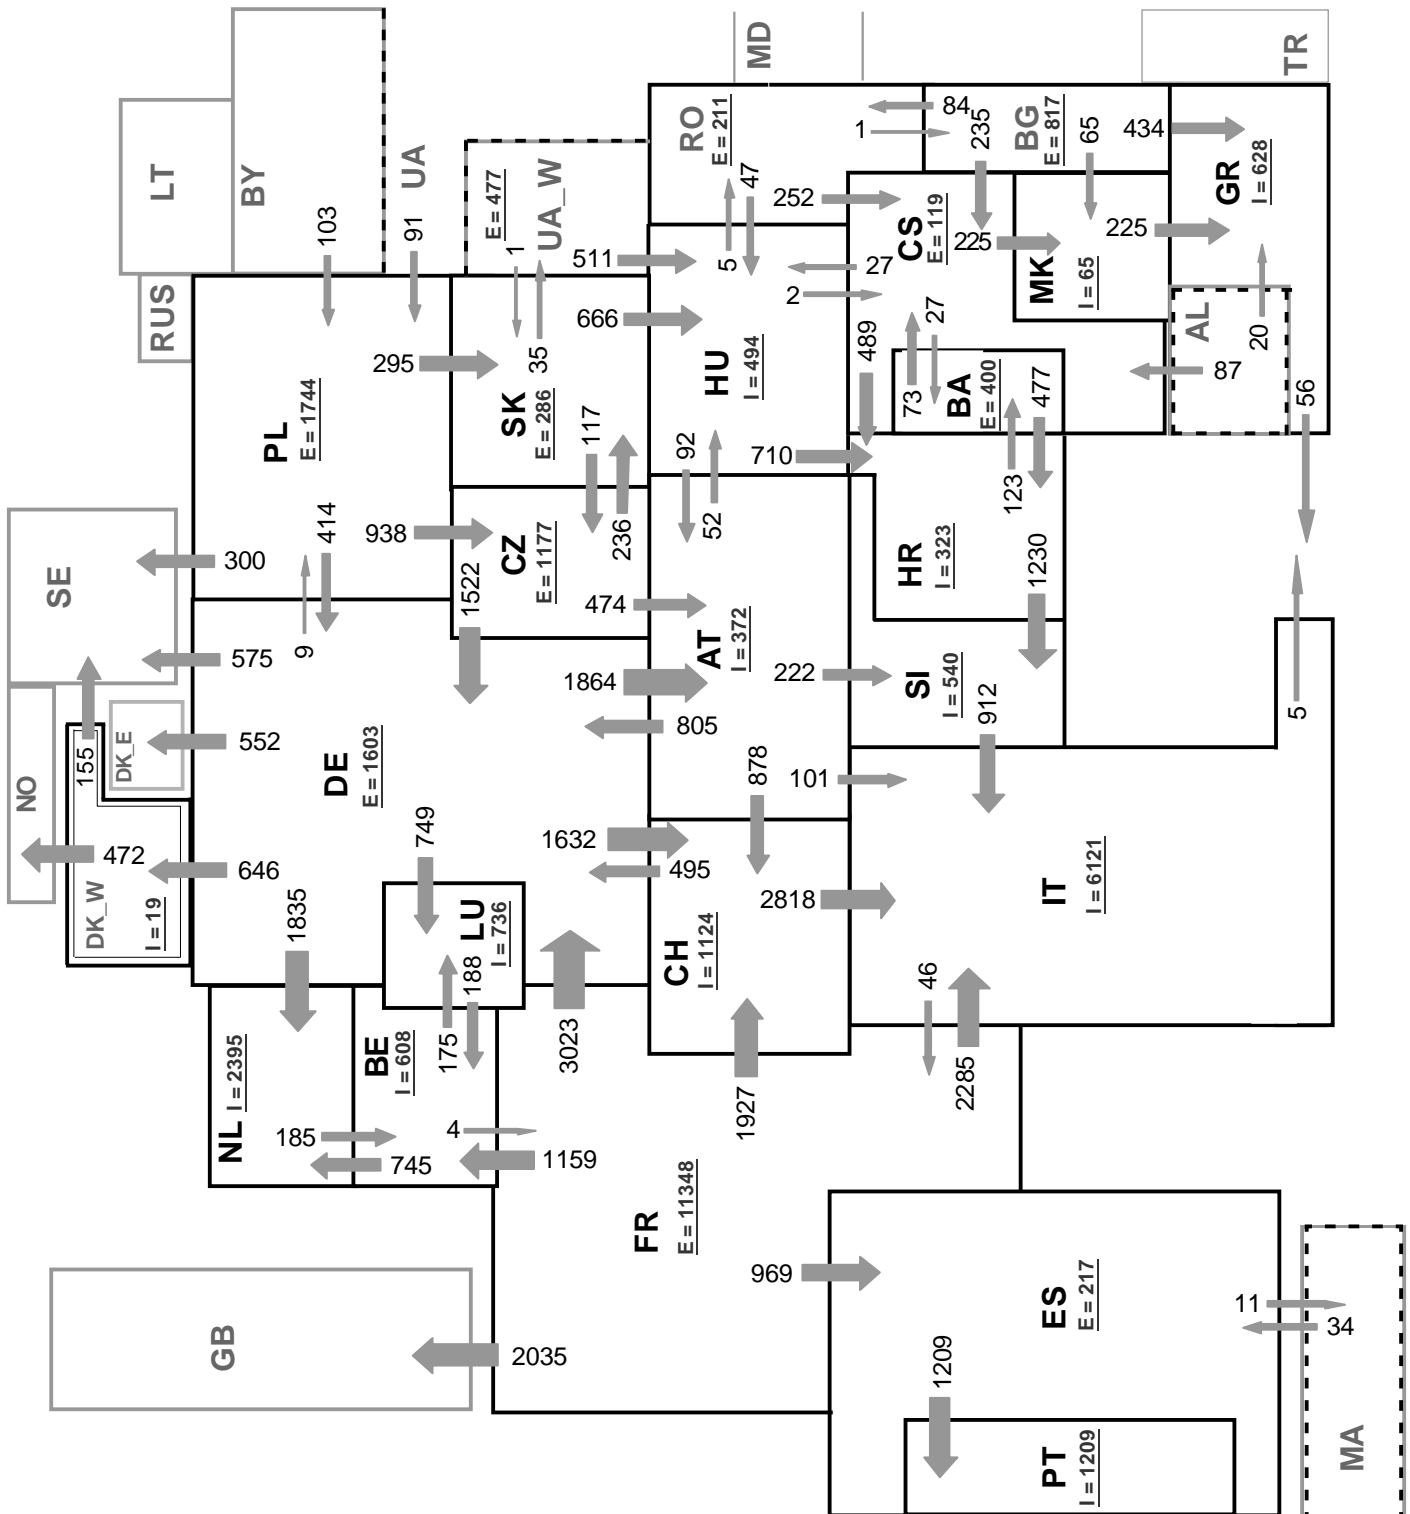 MD
TR
LT
BY
UA
RUS
103
91
E = 477
UA_W
1
35
RO
E = 211
84
1
235
BG
E = 817
65
434
GR
I = 628
5
47
252
CS
E = 119
225
225
MK
I = 65
511
666
27
2
295
HU
I = 494
489
73
27
BA
E = 400
477
123
AL
20
87
56
PL
E = 1744
SK
E = 286
117
236
92
52
710
414
9
938
CZ
E = 1177
1522
474
HR
I = 323
1230
SE
300
575
155
NO
DK_E
552
472
DK_W
I = 19
646
DE
E = 1603
1864
805
AT
I = 372
222
SI
I = 540
912
5
878
101
749
1632
495
2818
IT
I = 6121
1835
LU
I = 736
188
175
3023
CH
I = 1124
1927
46
2285
NL
I = 2395
BE
I = 608
185
745
4
1159
FR
E = 11348
969
GB
2035
ES
E = 217
11
34
1209
PT
I = 1209
MA